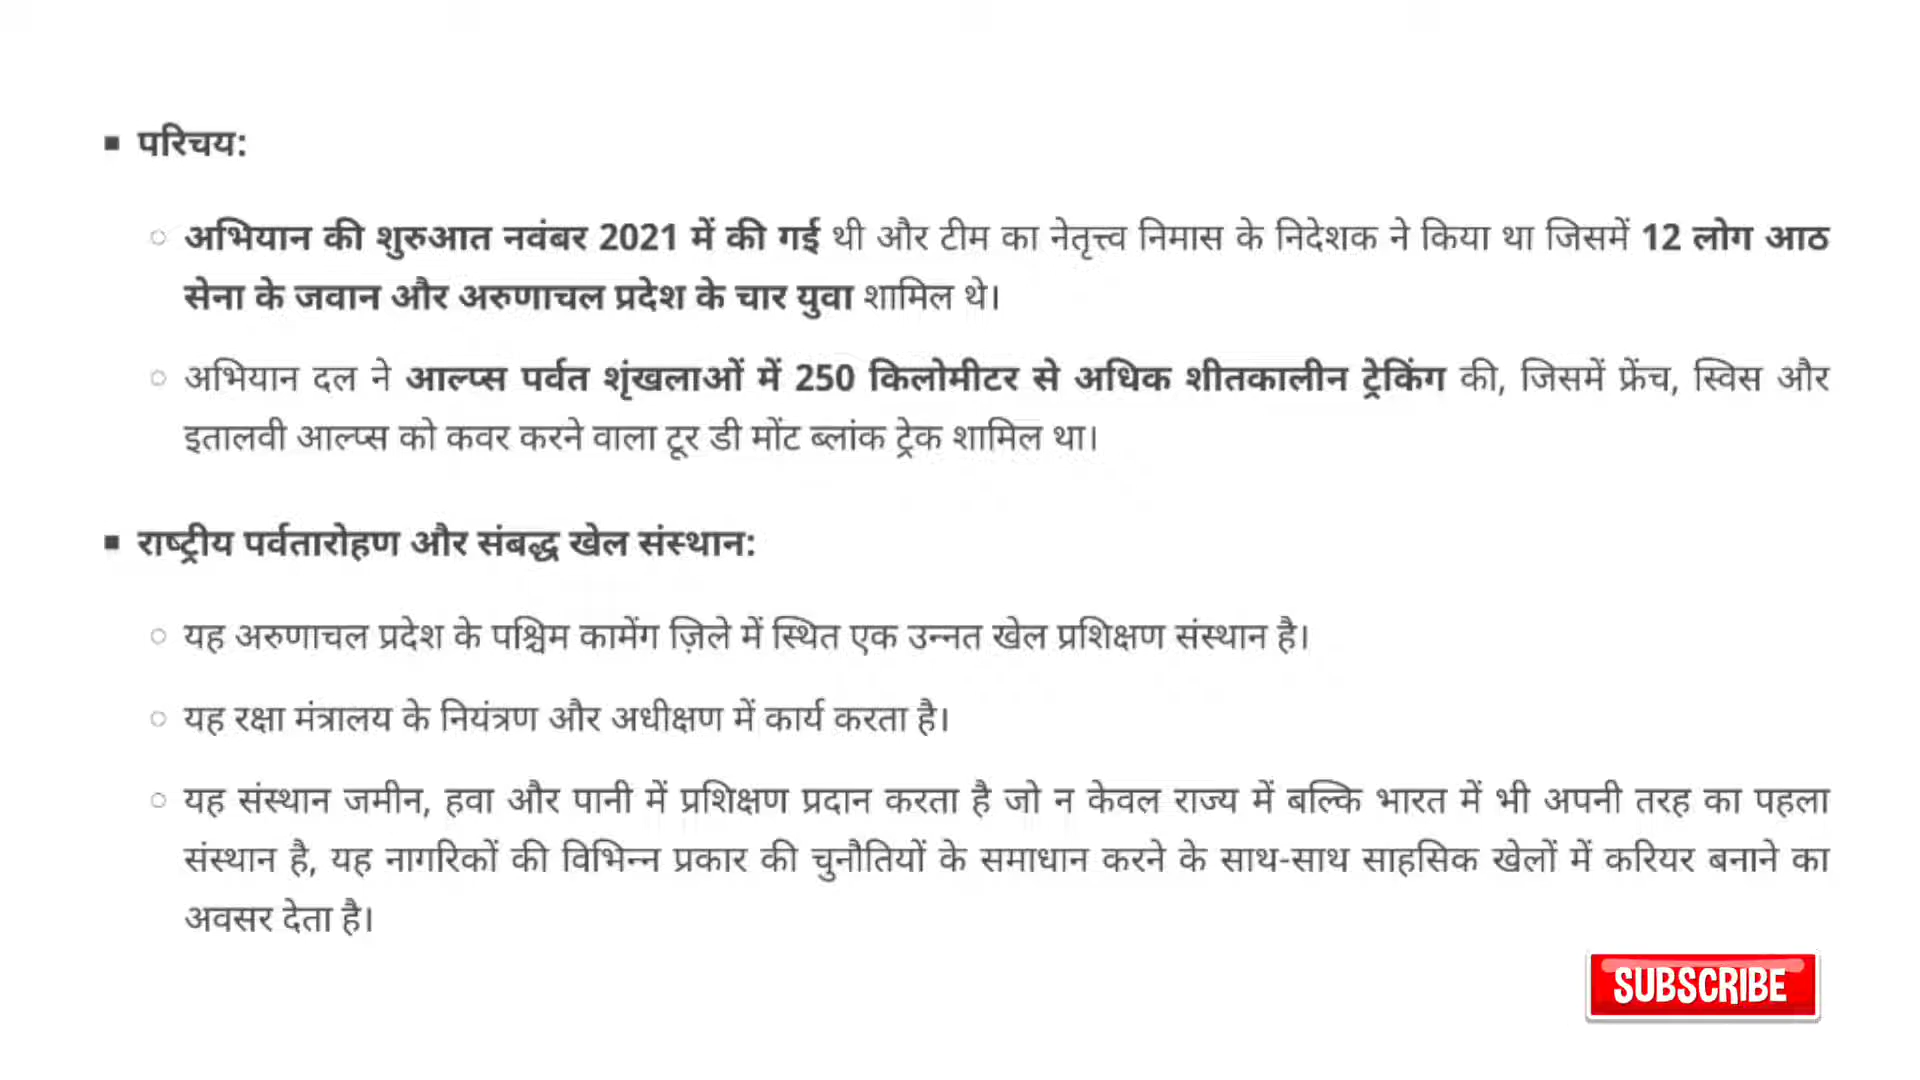 ▪ परिचय:
○ अभियान की शुरुआत नवंबर 2021 में की गई थी और टीम का नेतृत्त्व निमास के निदेशक ने किया था जिसमें 12 लोग आठ
सेना के जवान और अरुणाचल प्रदेश के चार युवा शामिल थे।
○ अभियान दल ने आल्प्स पर्वत शृंखलाओं में 250 किलोमीटर से अधिक शीतकालीन ट्रेकिंग की, जिसमें फ्रेंच, स्विस और
इतालवी आल्प्स को कवर करने वाला टूर डी मोंट ब्लांक ट्रेक शामिल था।
▪ राष्ट्रीय पर्वतारोहण और संबद्ध खेल संस्थान:
○ यह अरुणाचल प्रदेश के पश्चिम कामेंग ज़िले में स्थित एक उन्नत खेल प्रशिक्षण संस्थान है।
○ यह रक्षा मंत्रालय के नियंत्रण और अधीक्षण में कार्य करता है।
○ यह संस्थान जमीन, हवा और पानी में प्रशिक्षण प्रदान करता है जो न केवल राज्य में बल्कि भारत में भी अपनी तरह का पहला
संस्थान है, यह नागरिकों की विभिन्न प्रकार की चुनौतियों के समाधान करने के साथ-साथ साहसिक खेलों में करियर बनाने का
अवसर देता है।
SUBSCRIBE